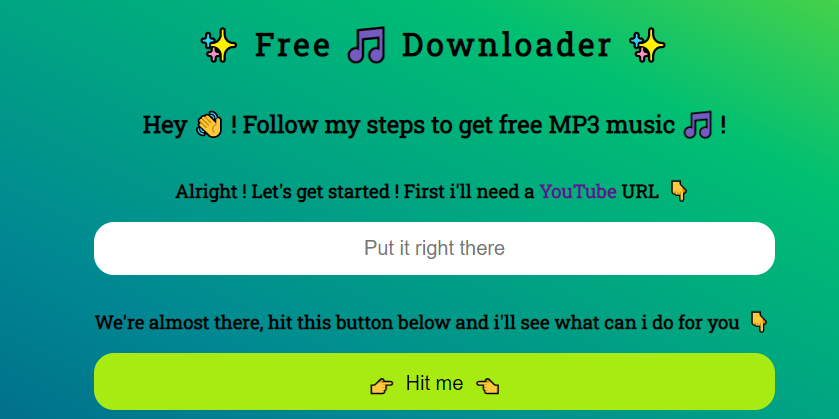 ✨ Free 🎵 Downloader ✨
Hey 👋 ! Follow my steps to get free MP3 music 🎵 !
Alright ! Let's get started ! First i'll need a YouTube URL 👇
Put it right there
We're almost there, hit this button below and i'll see what can i do for you 👇
👉 Hit me 👈